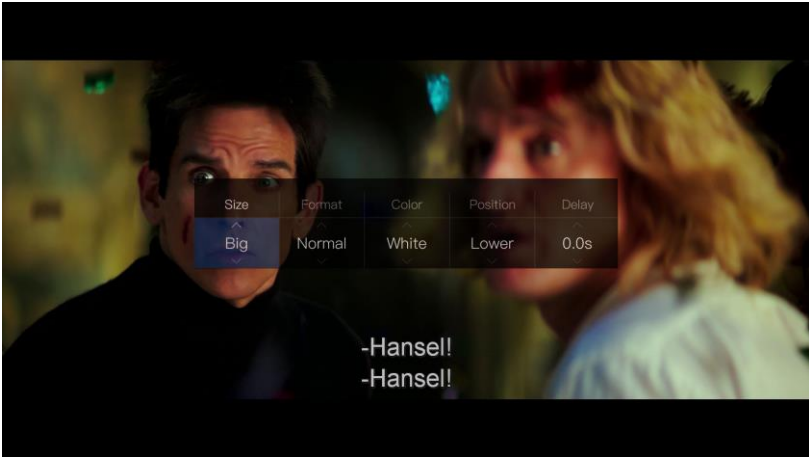 Size Format Color Position Delay
Big Normal White Lower 0.0s
-Hansel!
-Hansel!